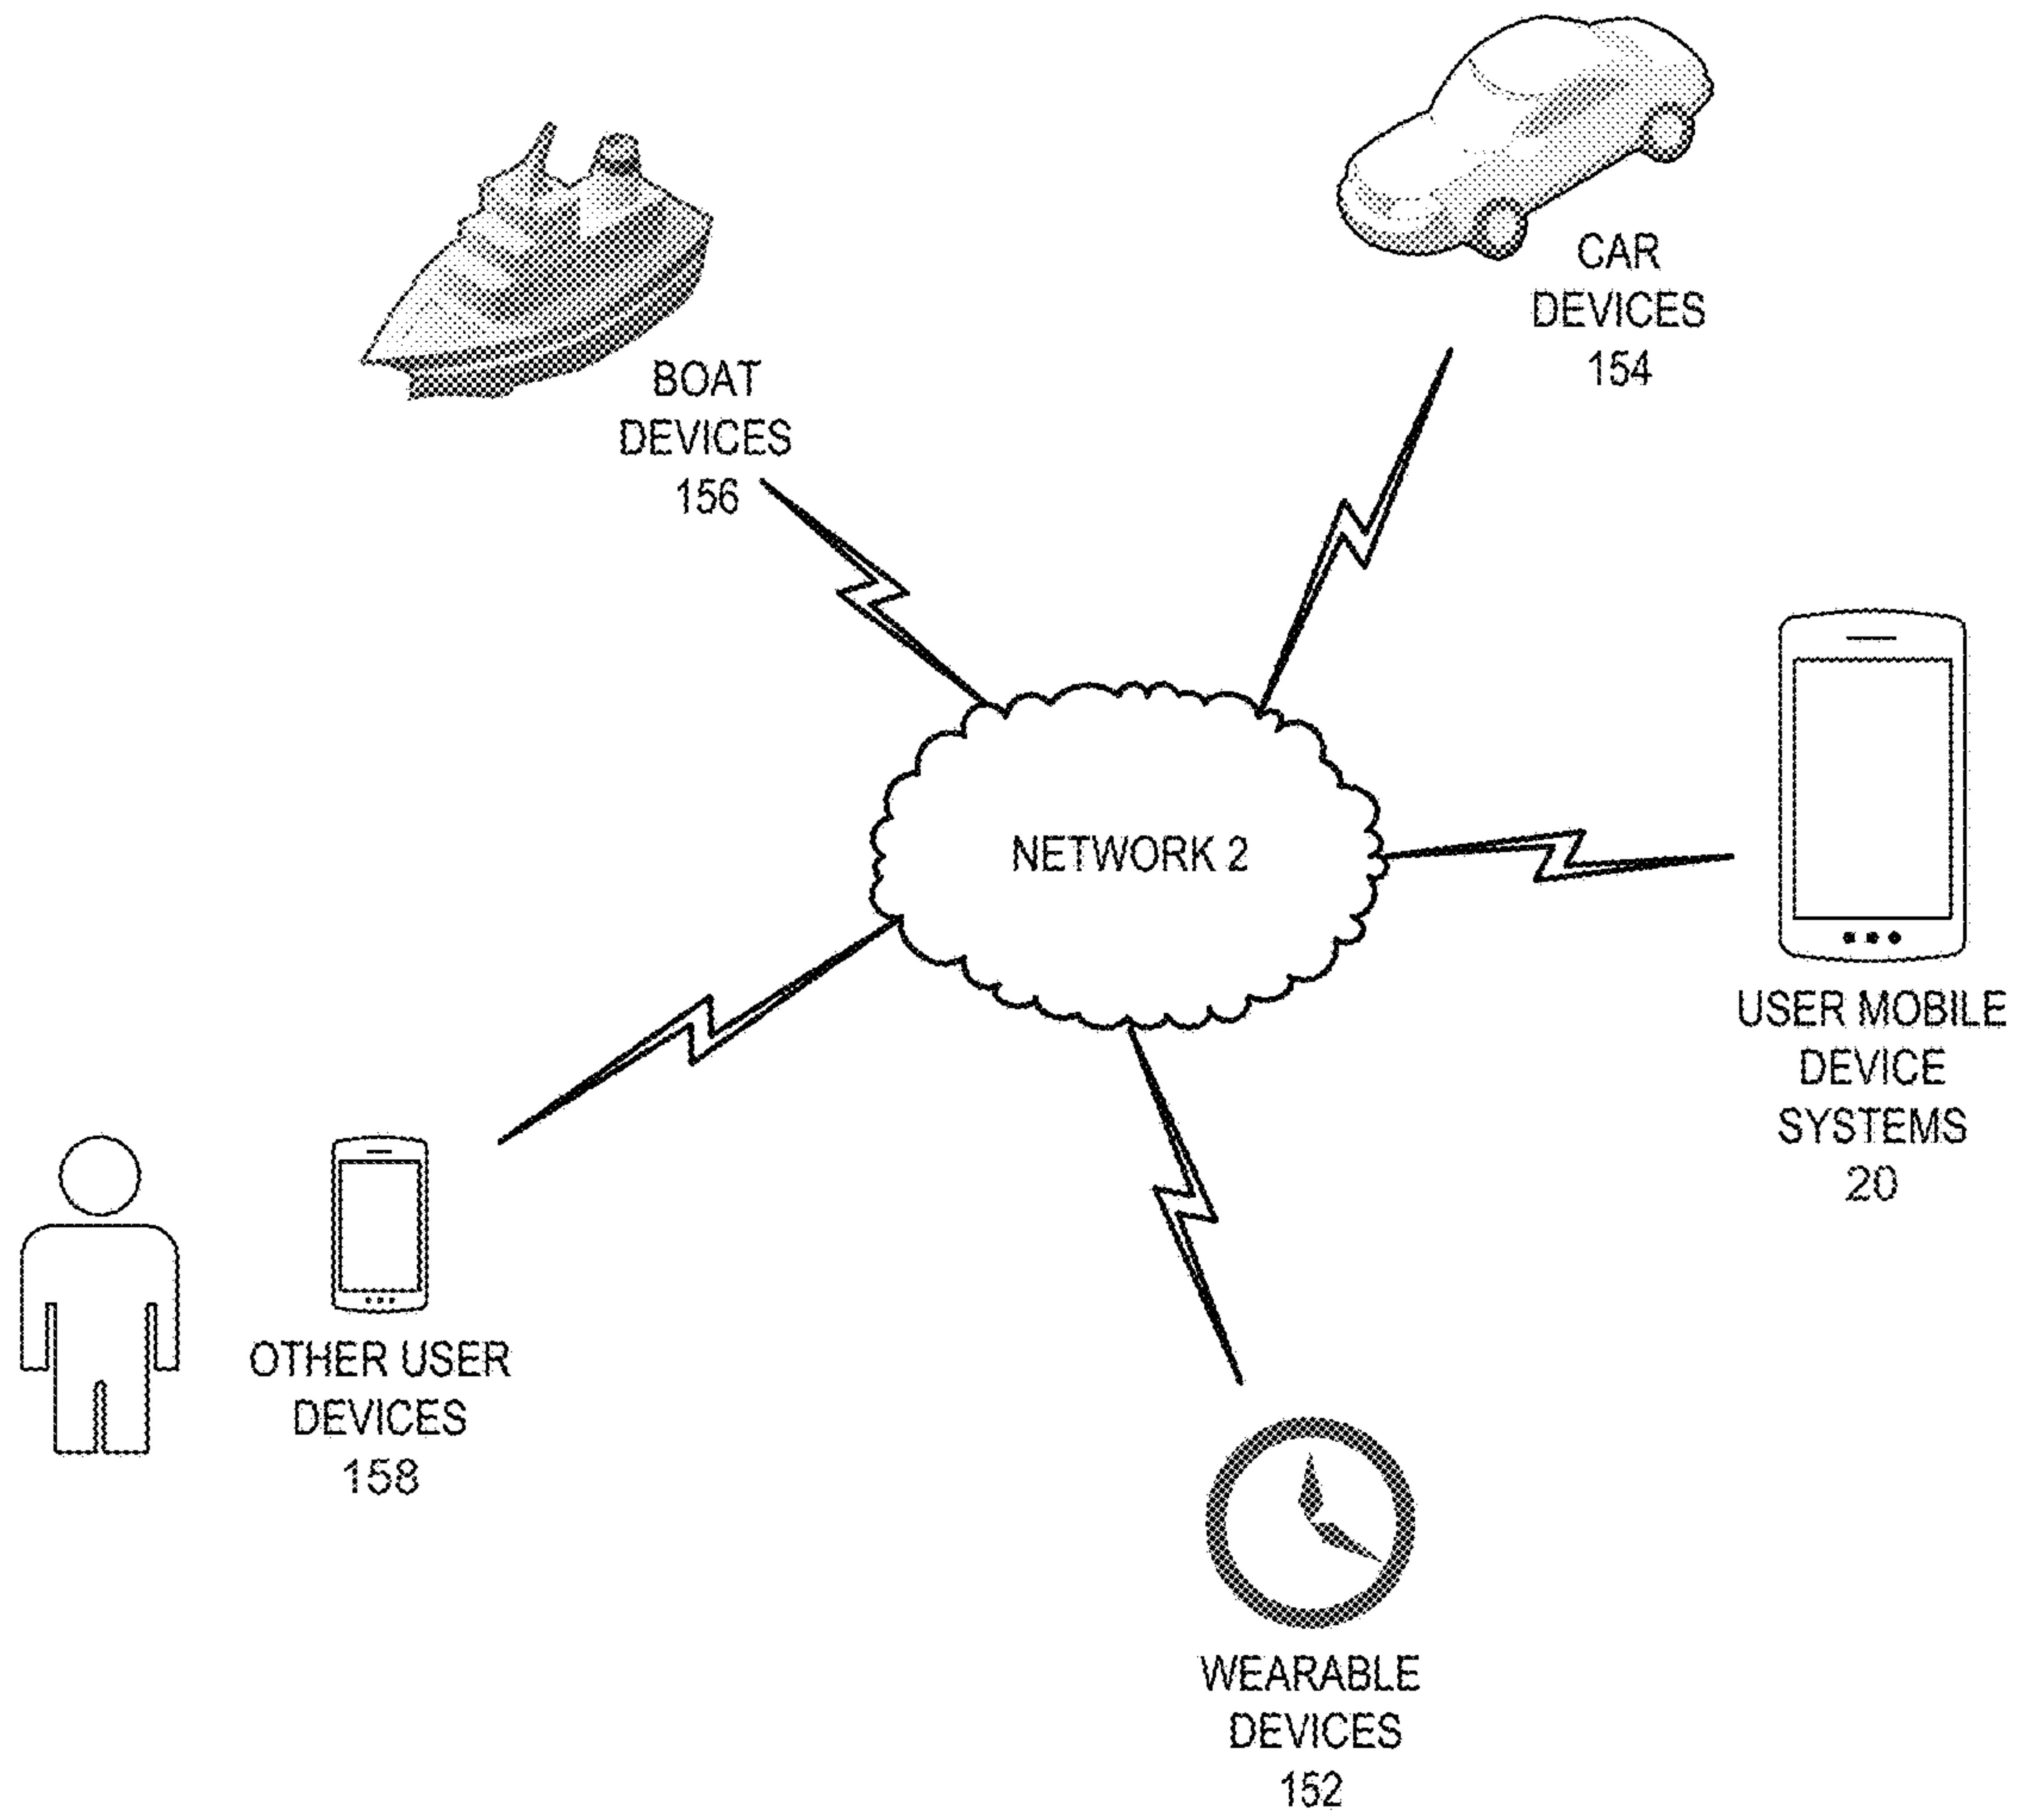 CAR
DEVICES
154
BOAT
DEVICES
156
NETWORK 2
USER MOBILE
DEVICE
SYSTEMS
20
OTHER USER
DEVICES
158
WEARABLE
DEVICES
152